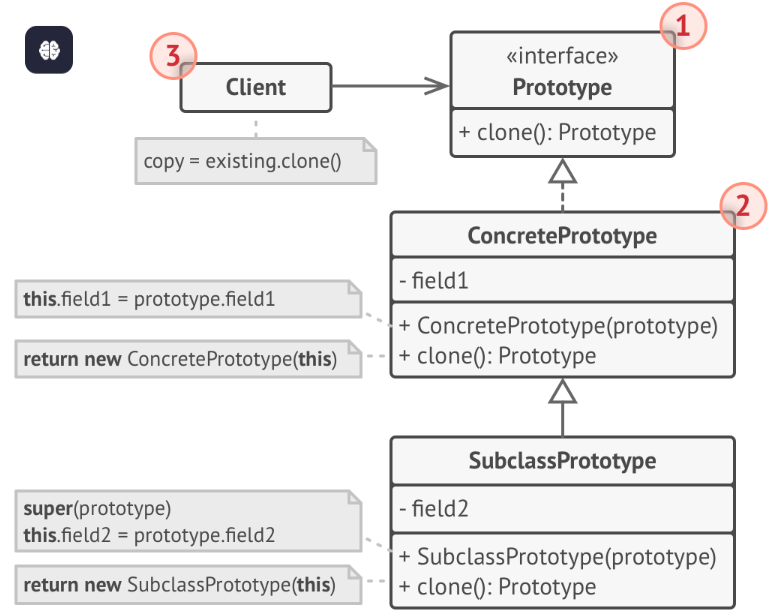 1
3
«interface»
Prototype
Client
+ clone(): Prototype
copy = existing.clone()
2
ConcretePrototype
- field1
this.field1 = prototype.field1
+ ConcretePrototype(prototype)
return new ConcretePrototype(this)
+ clone(): Prototype
SubclassPrototype
- field2
super(prototype)
this.field2 = prototype.field2
+ SubclassPrototype(prototype)
return new SubclassPrototype(this)
+ clone(): Prototype